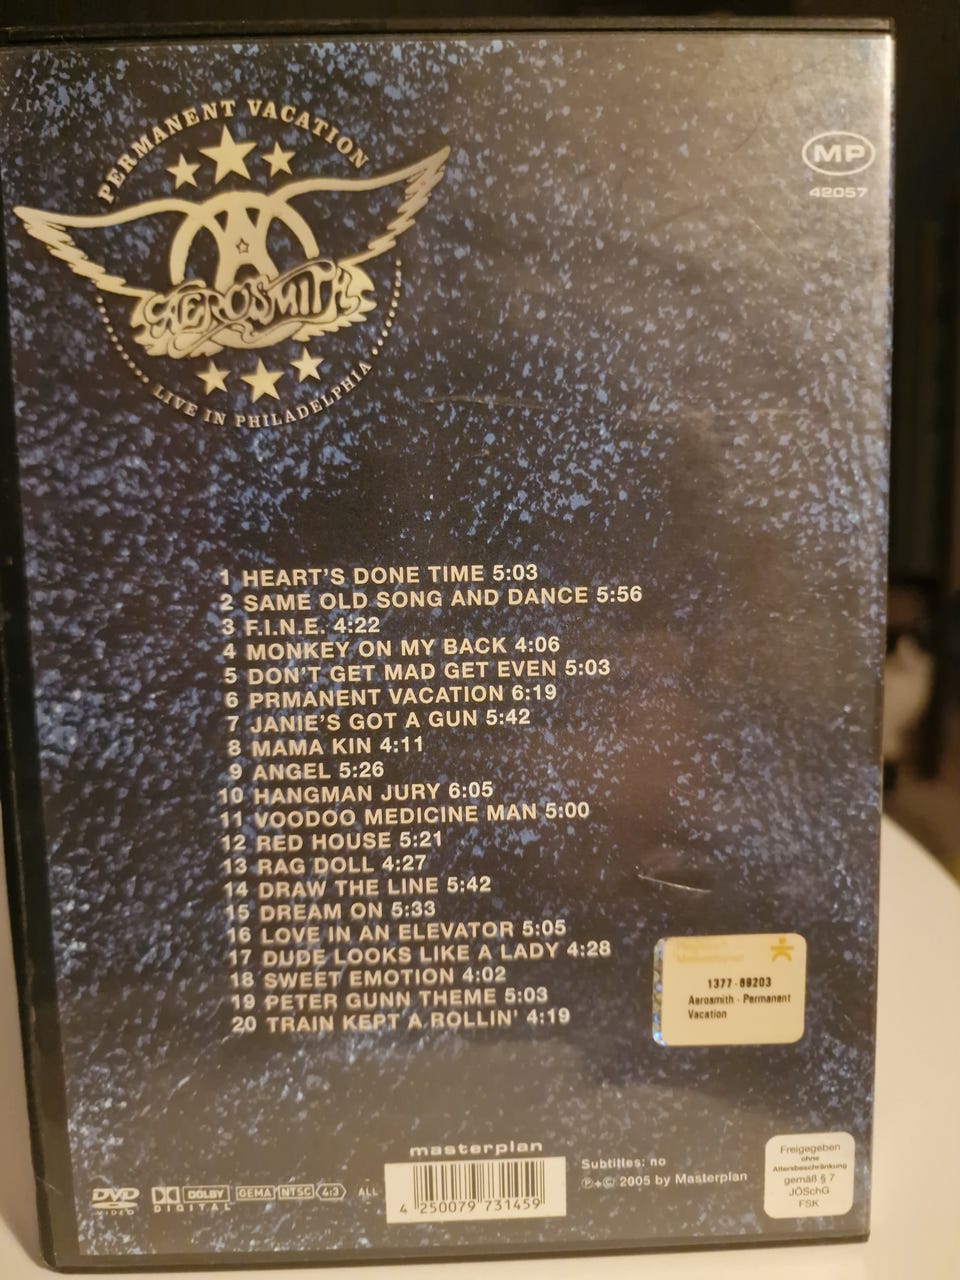 PERMANENT VACATION
AEROSMITH
LIVE IN PHILADELPHIA
MP
42057
1 HEART'S DONE TIME 5:03
2 SAME OLD SONG AND DANCE 5:56
3 F.I.N.E. 4:22
4 MONKEY ON MY BACK 4:06
5 DON'T GET MAD GET EVEN 5:03
6 PRMANENT VACATION 6:19
7 JANIE'S GOT A GUN 5:42
8 MAMA KIN 4:11
9 ANGEL 5:26
10 HANGMAN JURY 6:05
11 VOODOO MEDICINE MAN 5:00
12 RED HOUSE 5:21
13 RAG DOLL 4:27
14 DRAW THE LINE 5:42
15 DREAM ON 5:33
16 LOVE IN AN ELEVATOR 5:05
17 DUDE LOOKS LIKE A LADY 4:28
18 SWEET EMOTION 4:02
19 PETER GUNN THEME 5:03
20 TRAIN KEPT A ROLLIN' 4:19
1377-89203
Aerosmith - Permanent
Vacation
masterplan
DVD
VIDEO
DOLBY
DIGITAL
GEMA
NTSC
4:3
ALL
4 250079 731459
Subtitles: no
℗+© 2005 by Masterplan
Freigegeben
ohne
Altersbeschränkung
gemäß § 7
JÖSchG
FSK